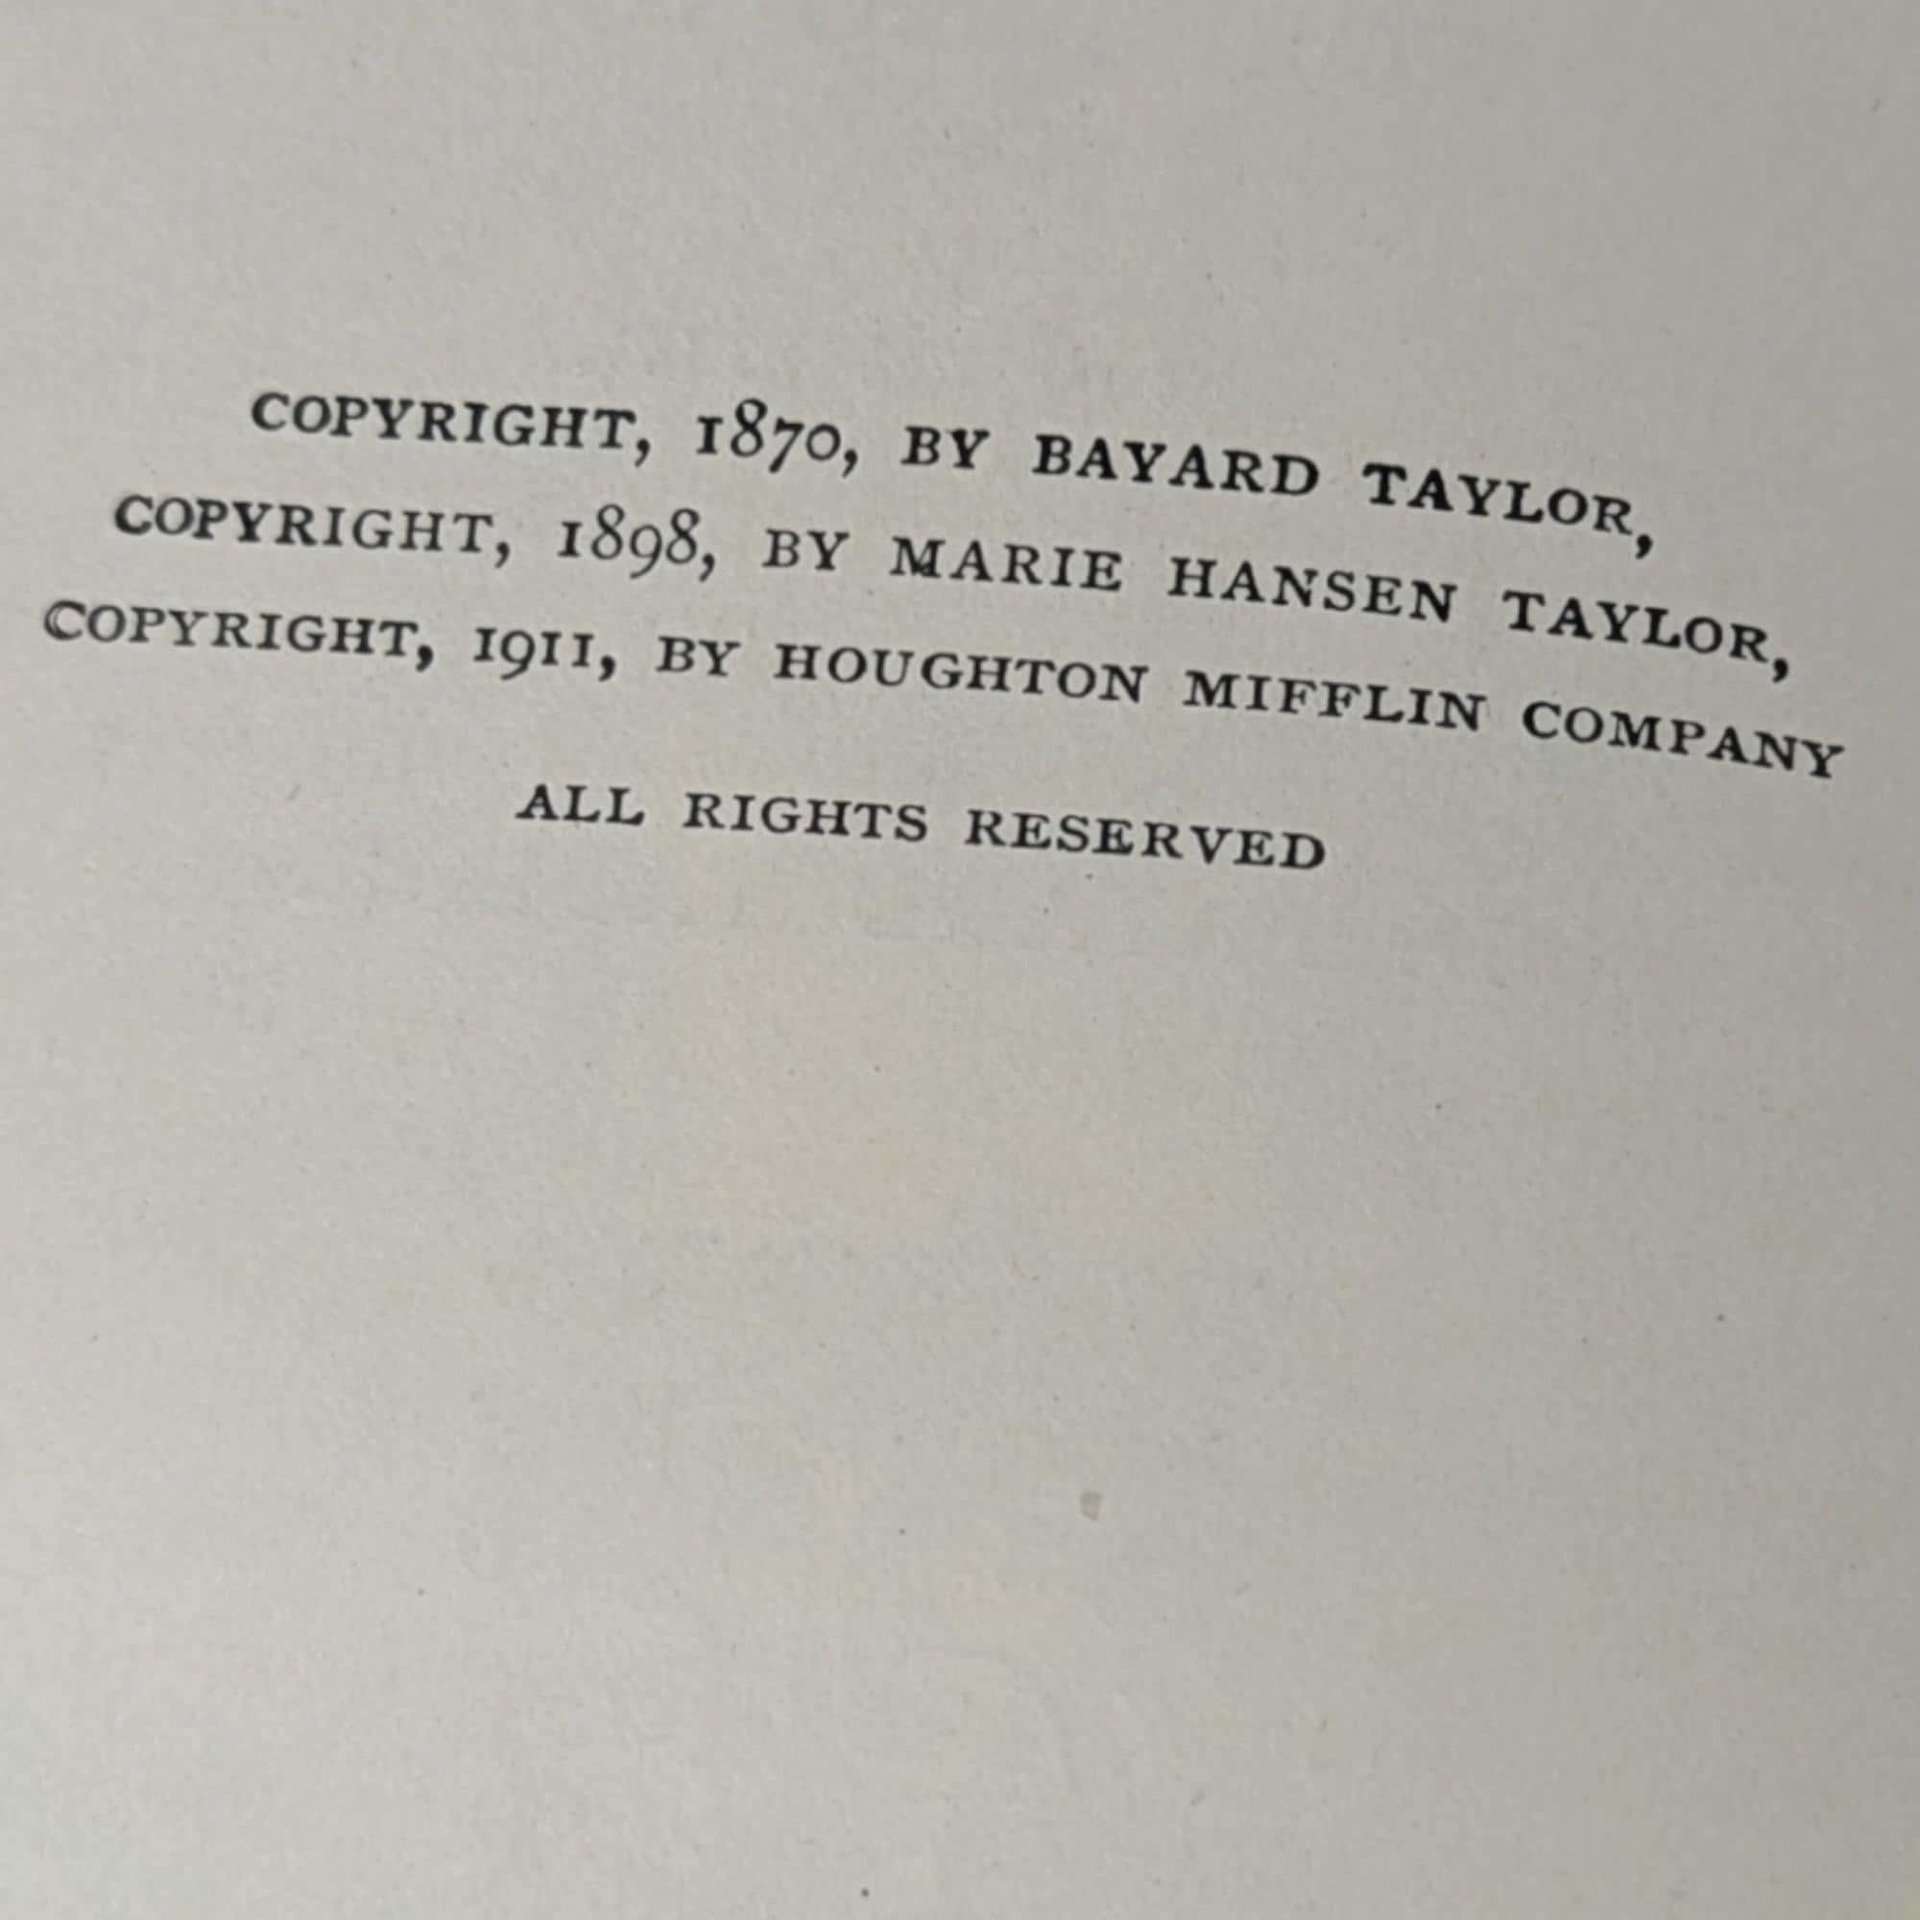 COPYRIGHT, 1870, BY BAYARD TAYLOR,
COPYRIGHT, 1898, BY MARIE HANSEN TAYLOR,
COPYRIGHT, 1911, BY HOUGHTON MIFFLIN COMPANY
ALL RIGHTS RESERVED